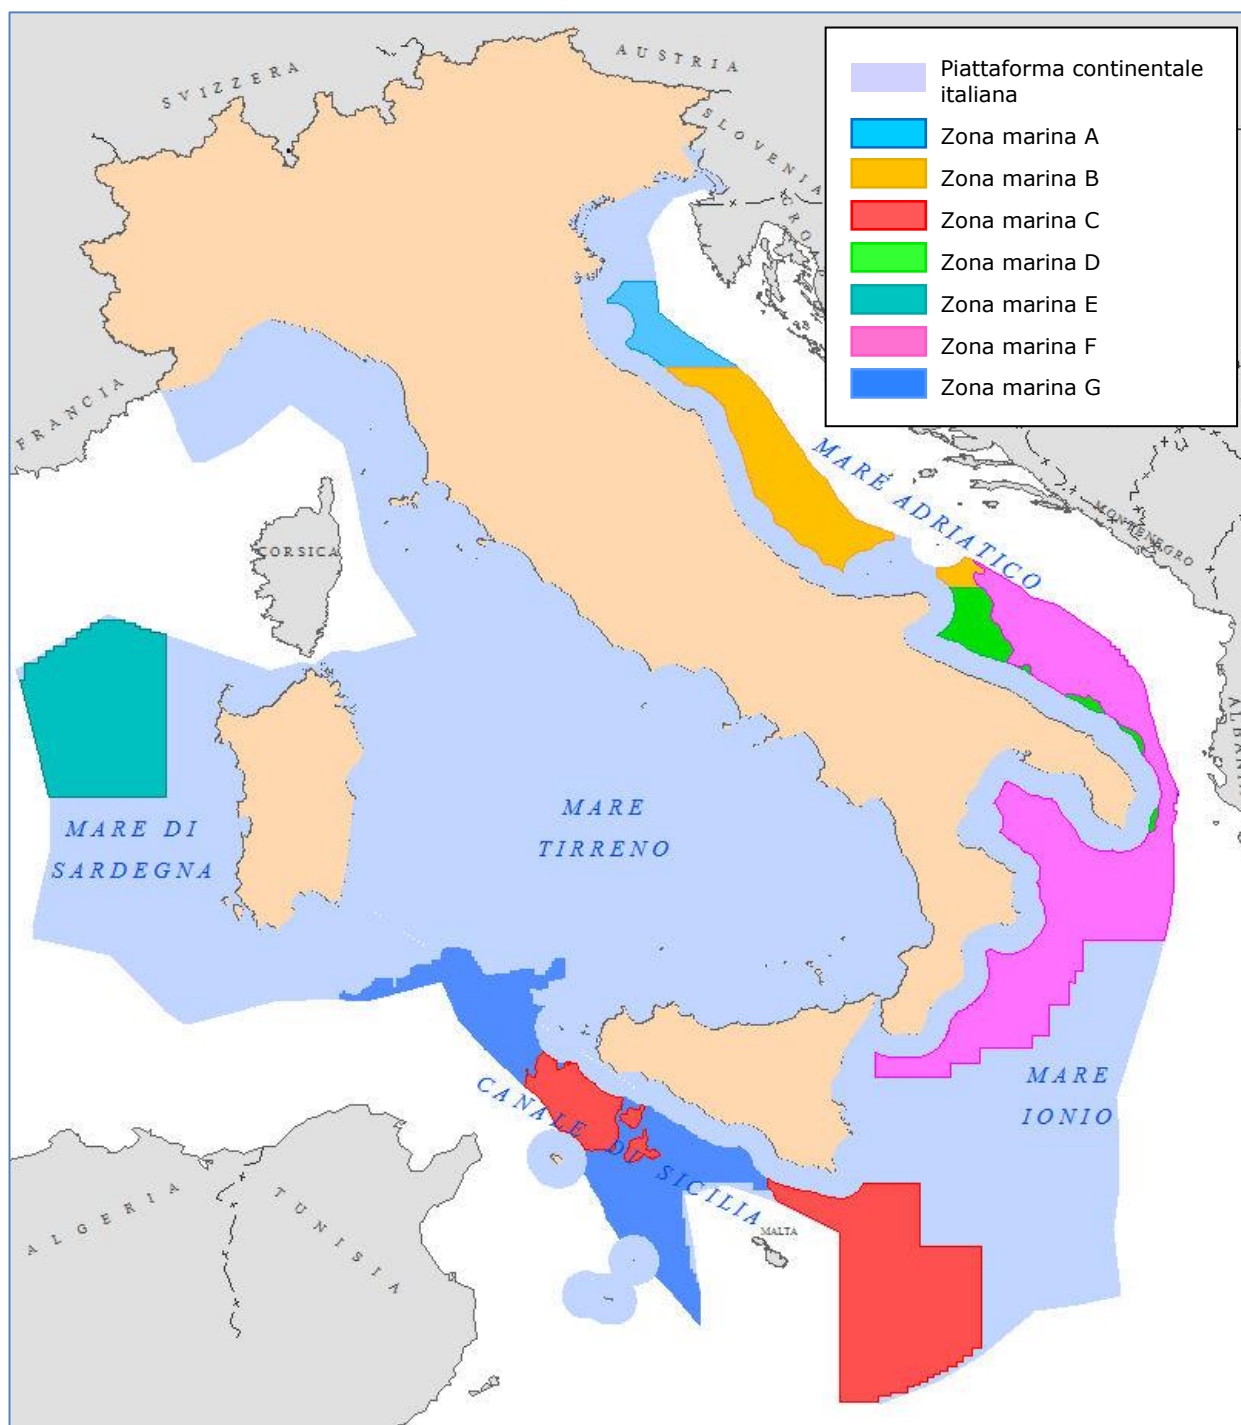 SVIZZERA
AUSTRIA
SLOVENIA
CRO
FRANCIA
CORSICA
MARE ADRIATICO
MONTENEGRO
ALBANIA
MARE DI
SARDEGNA
MARE
TIRRENO
MARE
IONIO
CANALE DI SICILIA
MALTA
ALGERIA
TUNISIA
Piattaforma continentale
italiana
Zona marina A
Zona marina B
Zona marina C
Zona marina D
Zona marina E
Zona marina F
Zona marina G